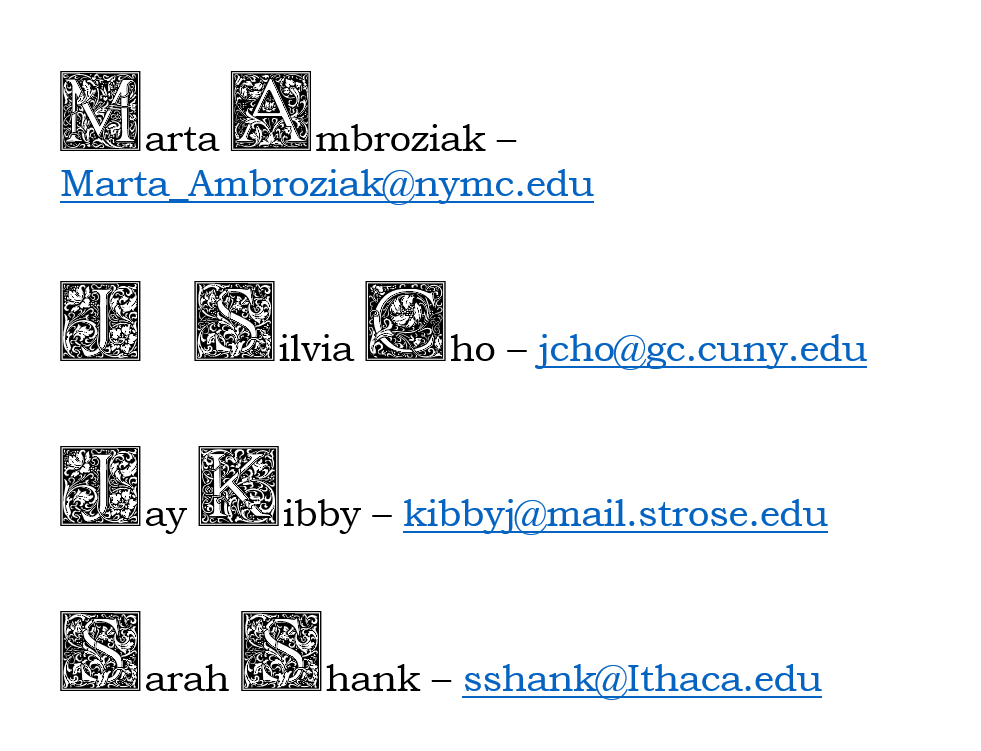 Marta Ambroziak –
Marta_Ambroziak@nymc.edu
J Silvia Cho – jcho@gc.cuny.edu
Jay Kibby – kibbyj@mail.strose.edu
Sarah Shank – sshank@Ithaca.edu